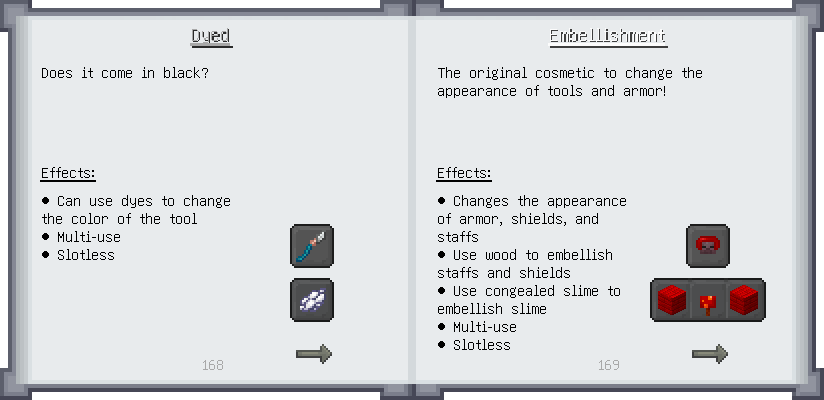 Dyed
Does it come in black?
Effects:
• Can use dyes to change
the color of the tool
• Multi-use
• Slotless
168
Embellishment
The original cosmetic to change the
appearance of tools and armor!
Effects:
• Changes the appearance
of armor, shields, and
staffs
• Use wood to embellish
staffs and shields
• Use congealed slime to
embellish slime
• Multi-use
• Slotless
169